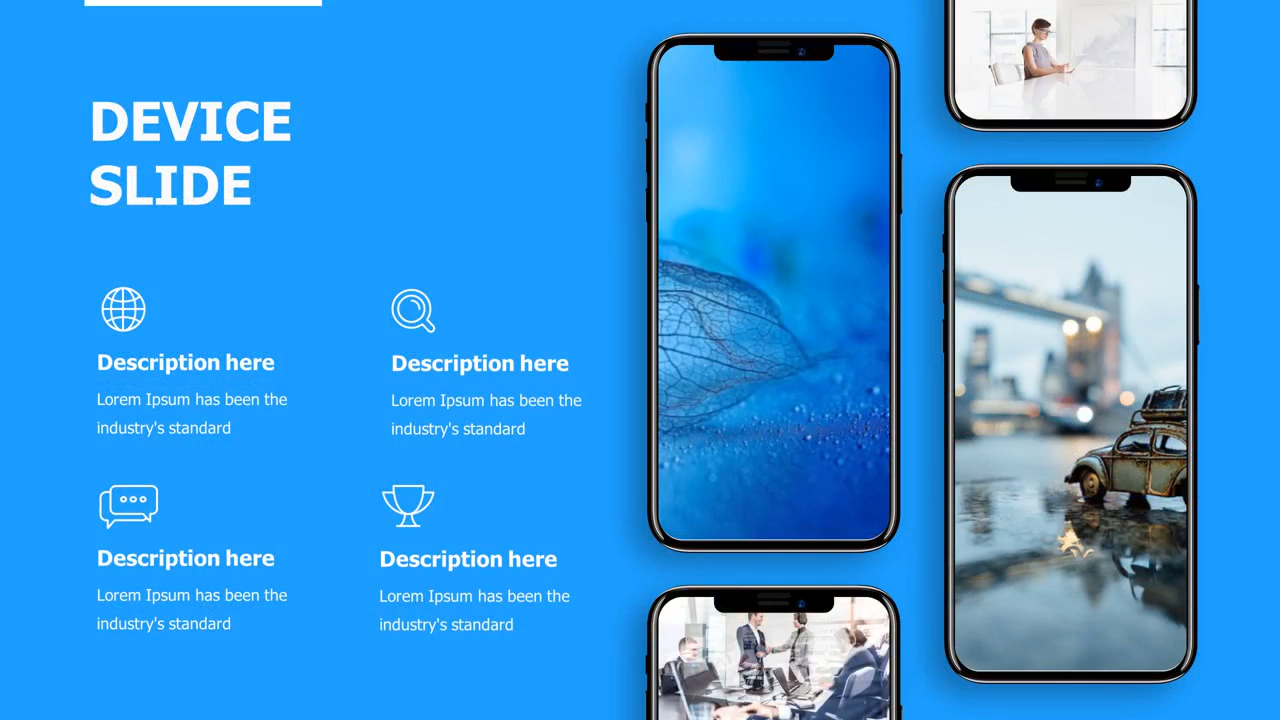 DEVICE
SLIDE
Description here
Lorem Ipsum has been the
industry's standard
Description here
Lorem Ipsum has been the
industry's standard
Description here
Lorem Ipsum has been the
industry's standard
Description here
Lorem Ipsum has been the
industry's standard